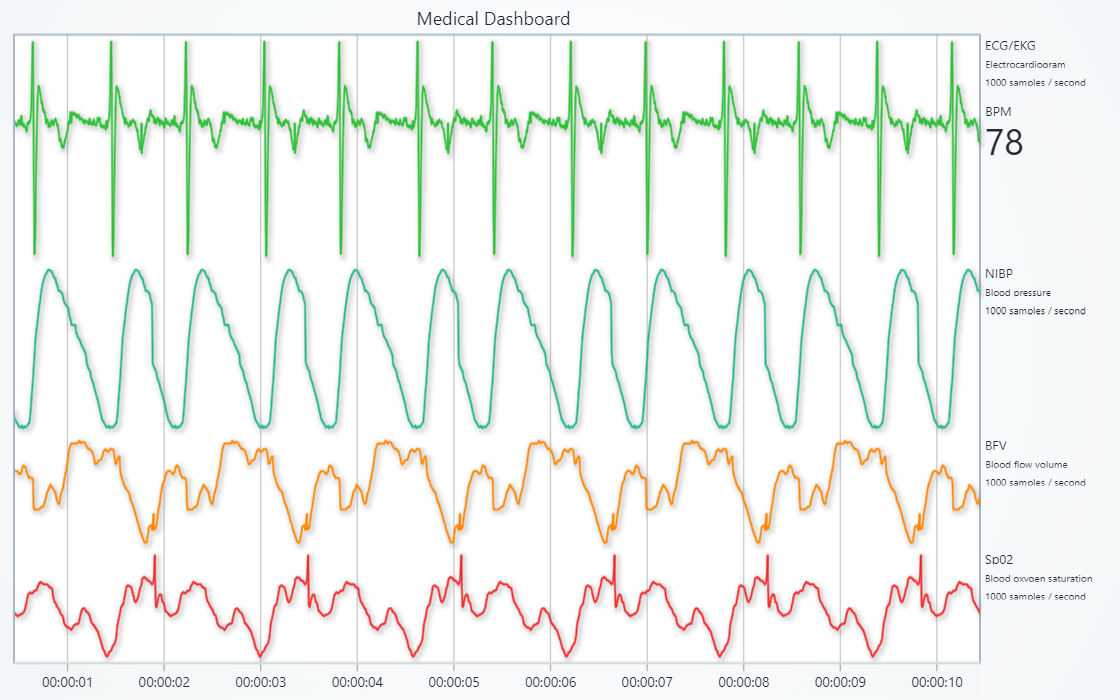 Medical Dashboard
ECG/EKG
Electrocardiogram
1000 samples / second
BPM
78
NIBP
Blood pressure
1000 samples / second
BFV
Blood flow volume
1000 samples / second
Sp02
Blood oxygen saturation
1000 samples / second
00:00:01 00:00:02 00:00:03 00:00:04 00:00:05 00:00:06 00:00:07 00:00:08 00:00:09 00:00:10